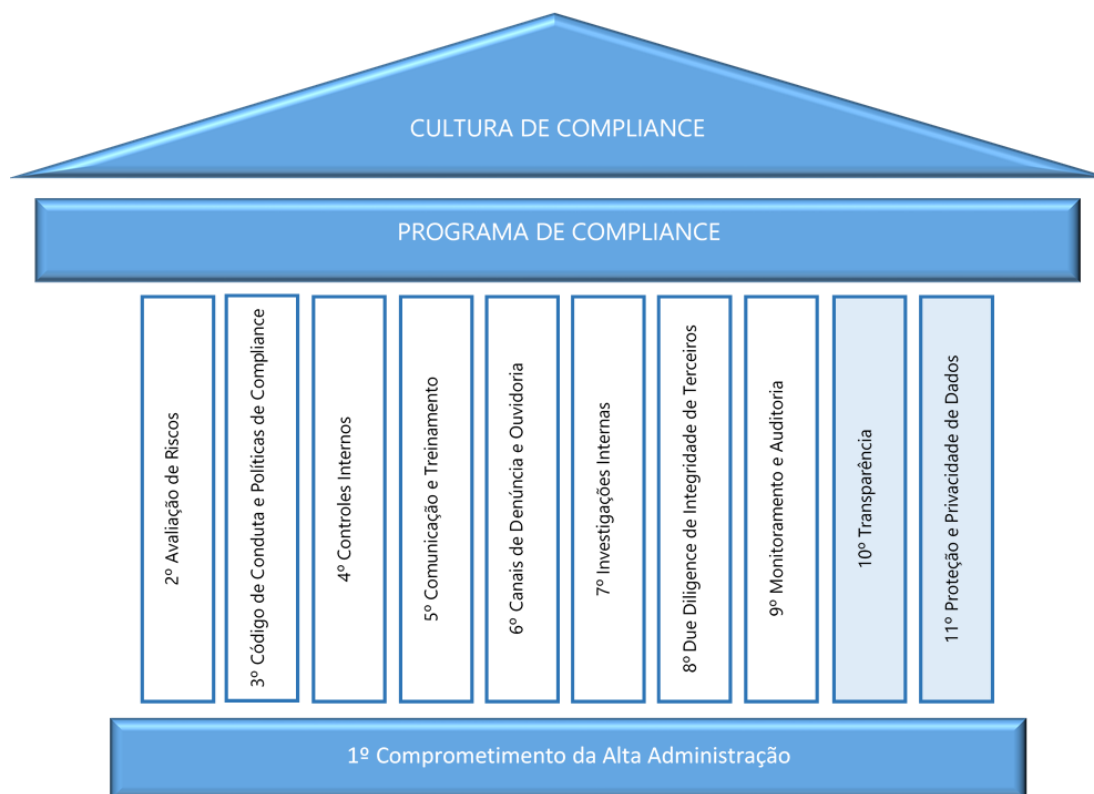 CULTURA DE COMPLIANCE
PROGRAMA DE COMPLIANCE
2º Avaliação de Riscos
3º Código de Conduta e Políticas de Compliance
4º Controles Internos
5º Comunicação e Treinamento
6º Canais de Denúncia e Ouvidoria
7º Investigações Internas
8º Due Diligence de Integridade de Terceiros
9º Monitoramento e Auditoria
10º Transparência
11º Proteção e Privacidade de Dados
1º Comprometimento da Alta Administração